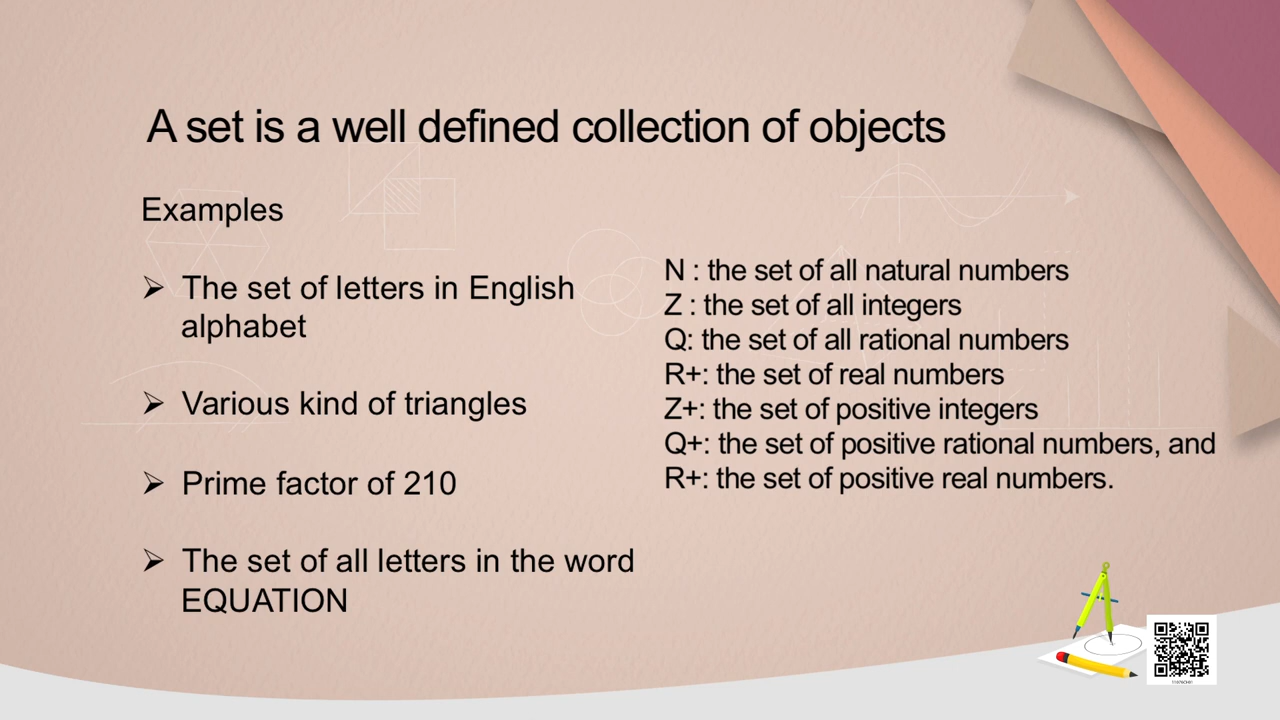 A set is a well defined collection of objects
Examples
➢ The set of letters in English
alphabet
➢ Various kind of triangles
➢ Prime factor of 210
➢ The set of all letters in the word
EQUATION
N : the set of all natural numbers
Z : the set of all integers
Q: the set of all rational numbers
R+: the set of real numbers
Z+: the set of positive integers
Q+: the set of positive rational numbers, and
R+: the set of positive real numbers.